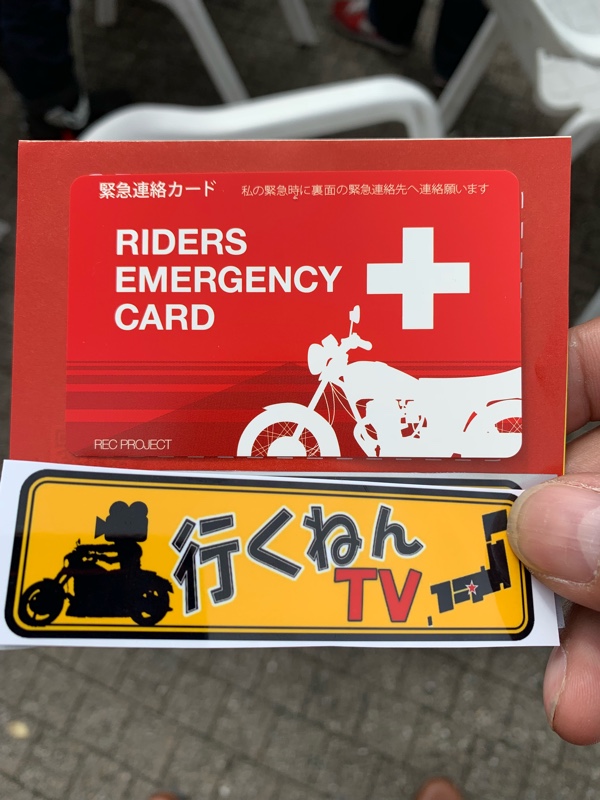 緊急連絡カード
私の緊急時に裏面の緊急連絡先へ連絡願います
RIDERS
EMERGENCY
CARD
REC PROJECT
行くねん
TV